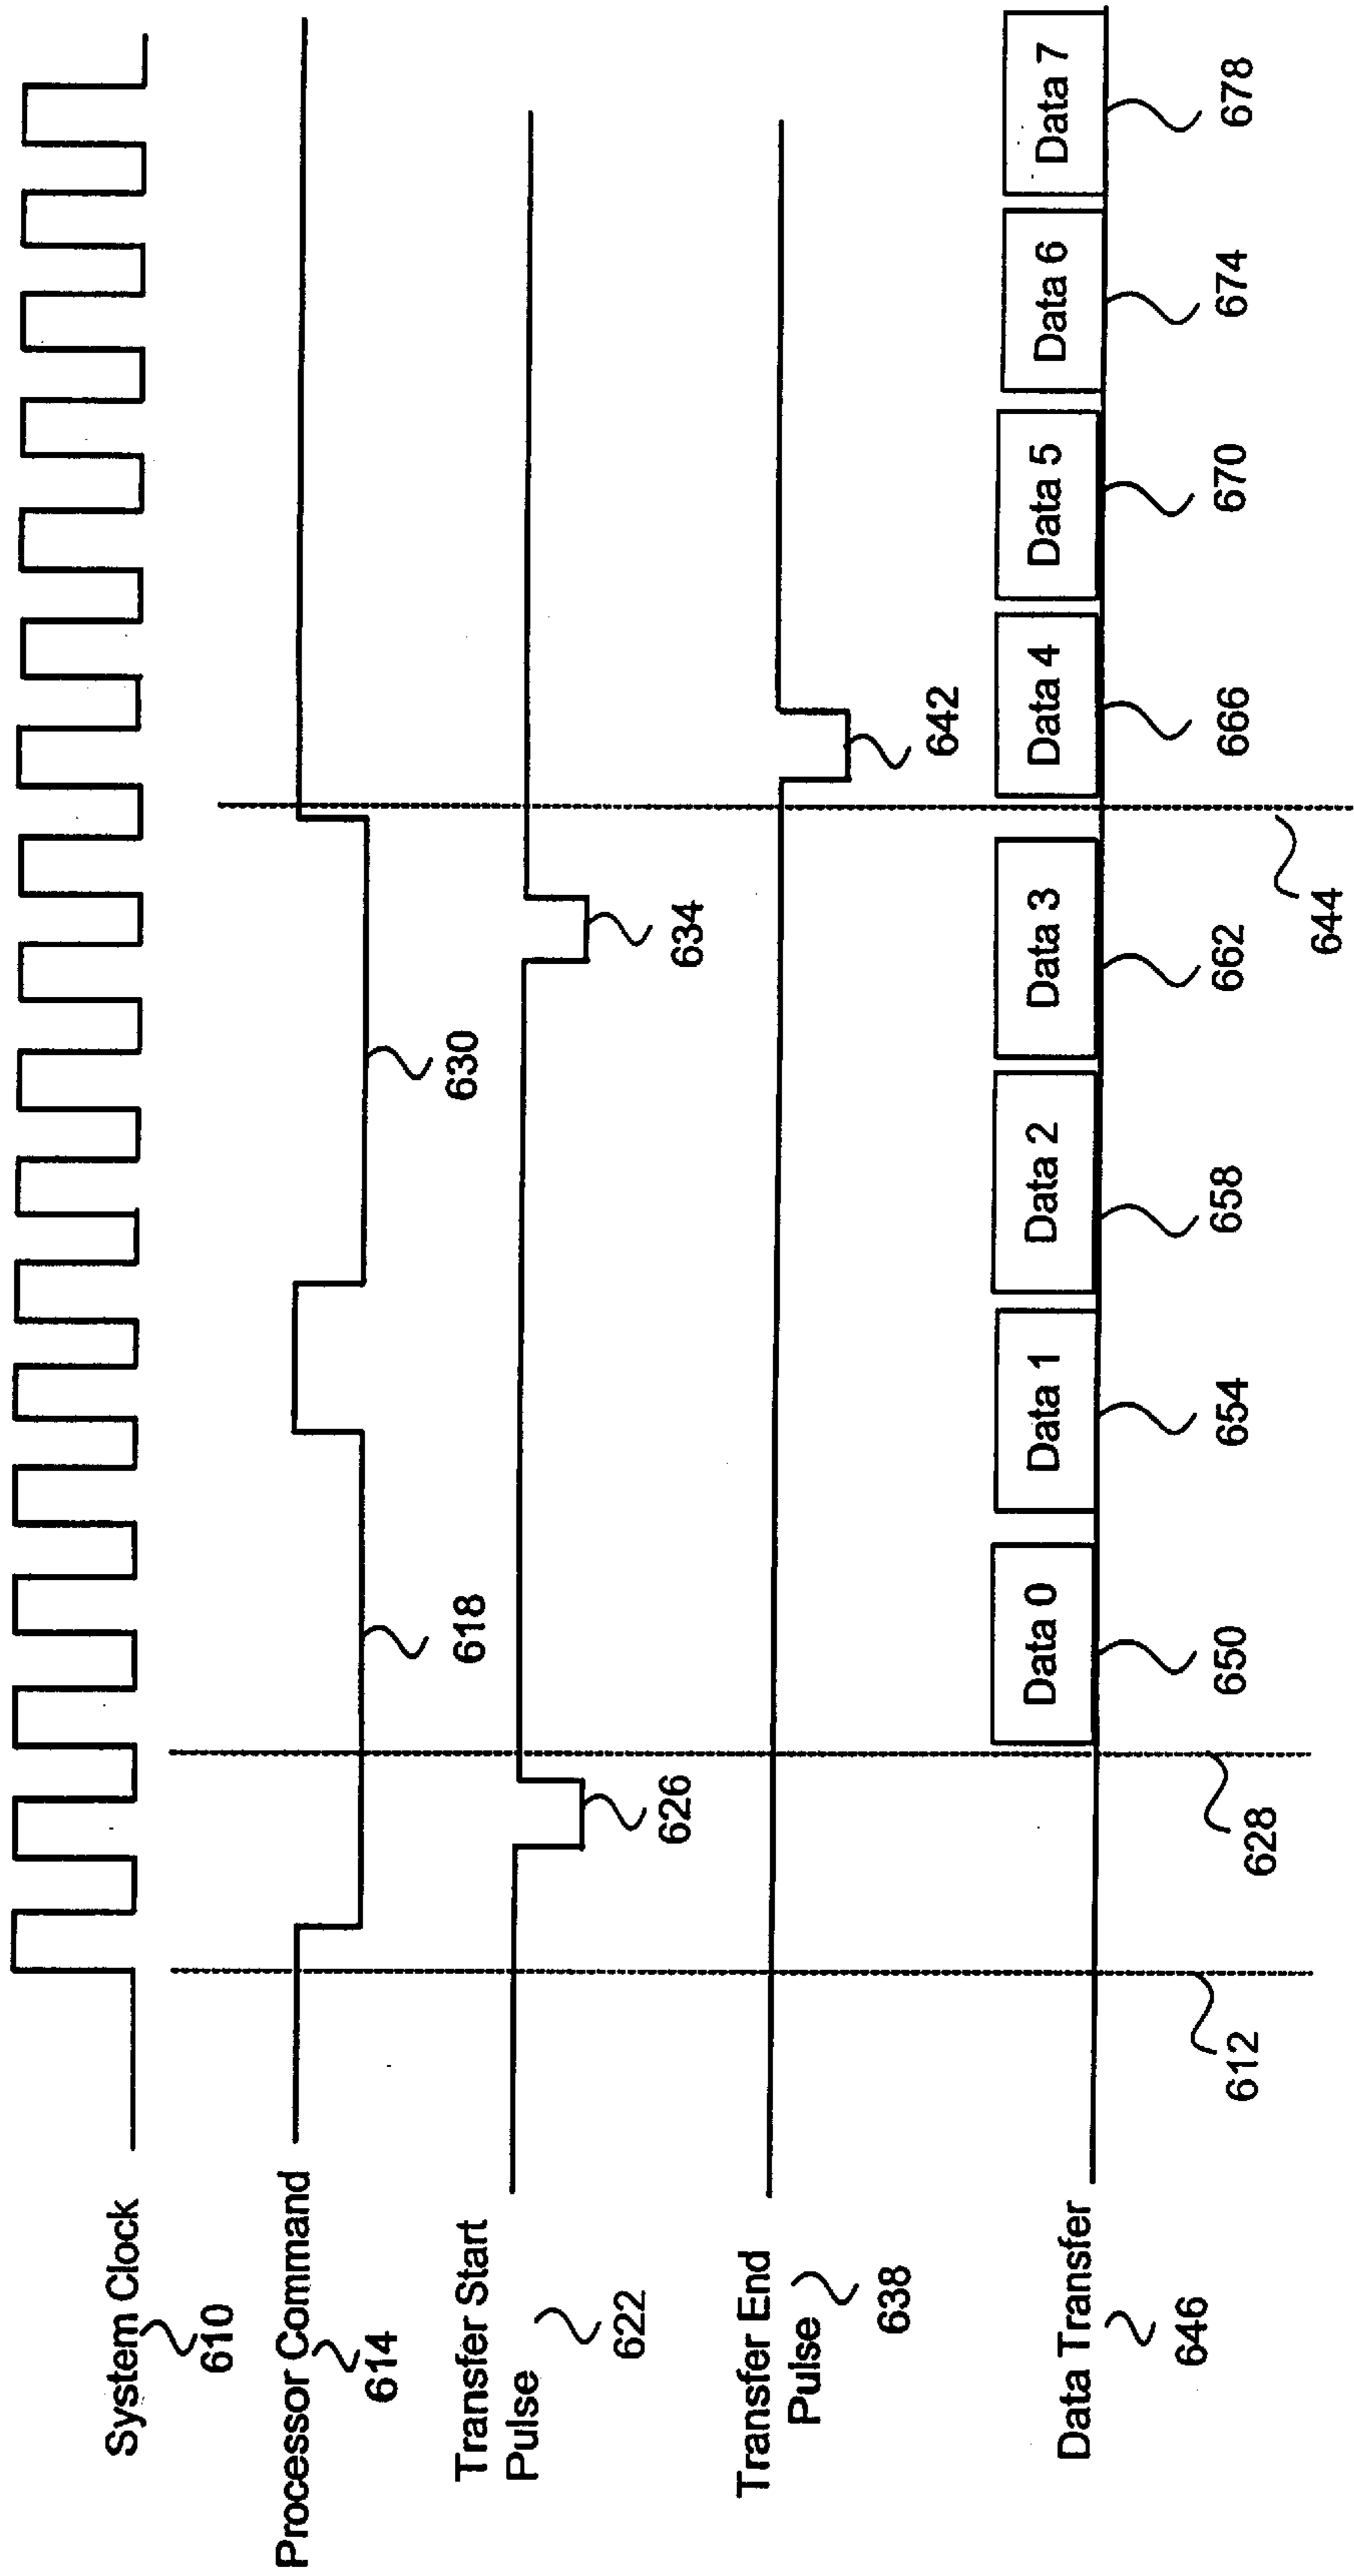 System Clock
610
Processor Command
614
618
630
Transfer Start
Pulse
622
626
634
Transfer End
Pulse
638
642
Data Transfer
646
Data 0
Data 1
Data 2
Data 3
Data 4
Data 5
Data 6
Data 7
650
654
658
662
666
670
674
678
612
628
644